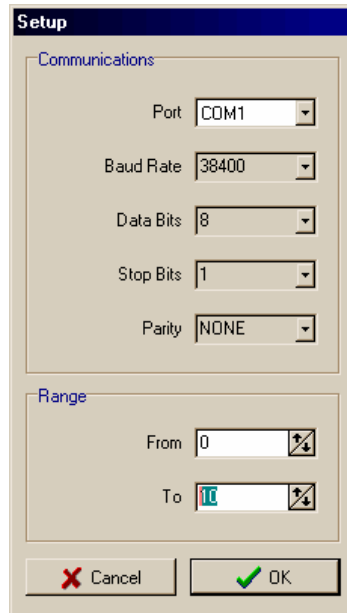 Setup
Communications
Port COM1
Baud Rate 38400
Data Bits 8
Stop Bits 1
Parity NONE
Range
From 0
To 10
Cancel OK